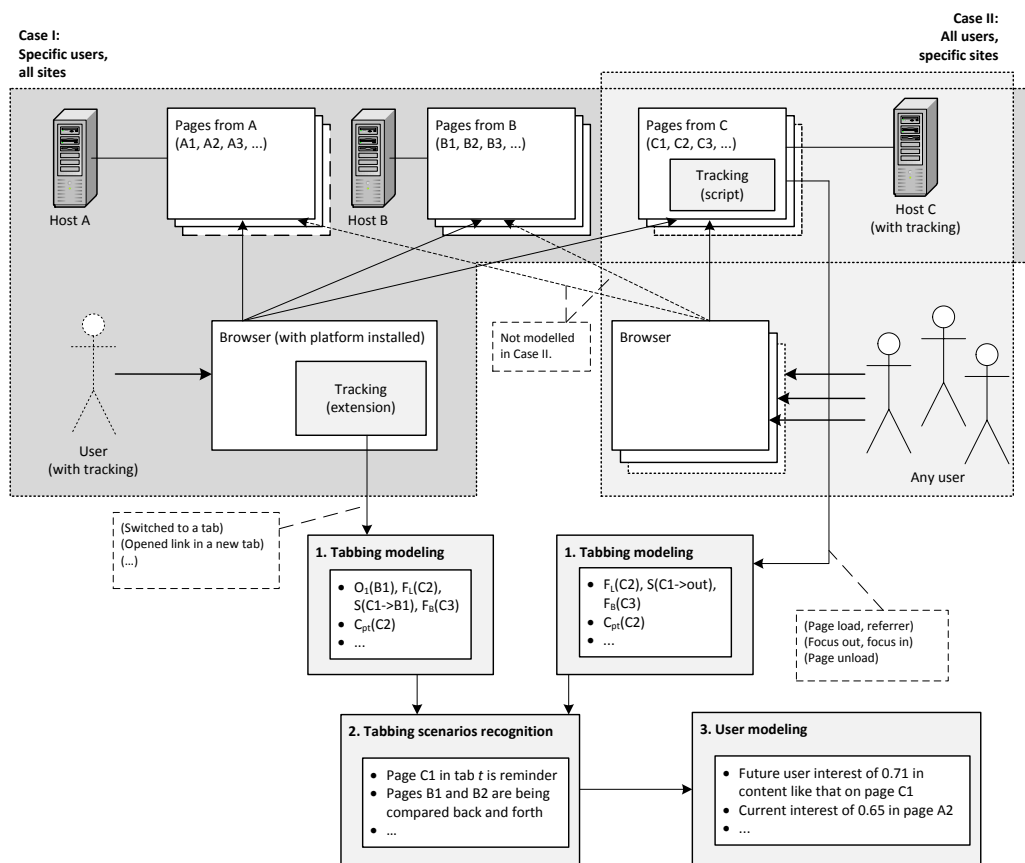 Case I:
Specific users,
all sites
Case II:
All users,
specific sites
Pages from A
(A1, A2, A3, ...)
Host A
Pages from B
(B1, B2, B3, ...)
Host B
Pages from C
(C1, C2, C3, ...)
Tracking
(script)
Host C
(with tracking)
Browser (with platform installed)
Tracking
(extension)
User
(with tracking)
Not modelled
in Case II.
Browser
Any user
(Switched to a tab)
(Opened link in a new tab)
(...)
1. Tabbing modeling
• O₁(B1), F_L(C2),
S(C1->B1), F_B(C3)
• C_pt(C2)
• ...
1. Tabbing modeling
• F_L(C2), S(C1->out),
F_B(C3)
• C_pt(C2)
• ...
(Page load, referrer)
(Focus out, focus in)
(Page unload)
2. Tabbing scenarios recognition
• Page C1 in tab t is reminder
• Pages B1 and B2 are being
compared back and forth
• ...
3. User modeling
• Future user interest of 0.71 in
content like that on page C1
• Current interest of 0.65 in page A2
• ...